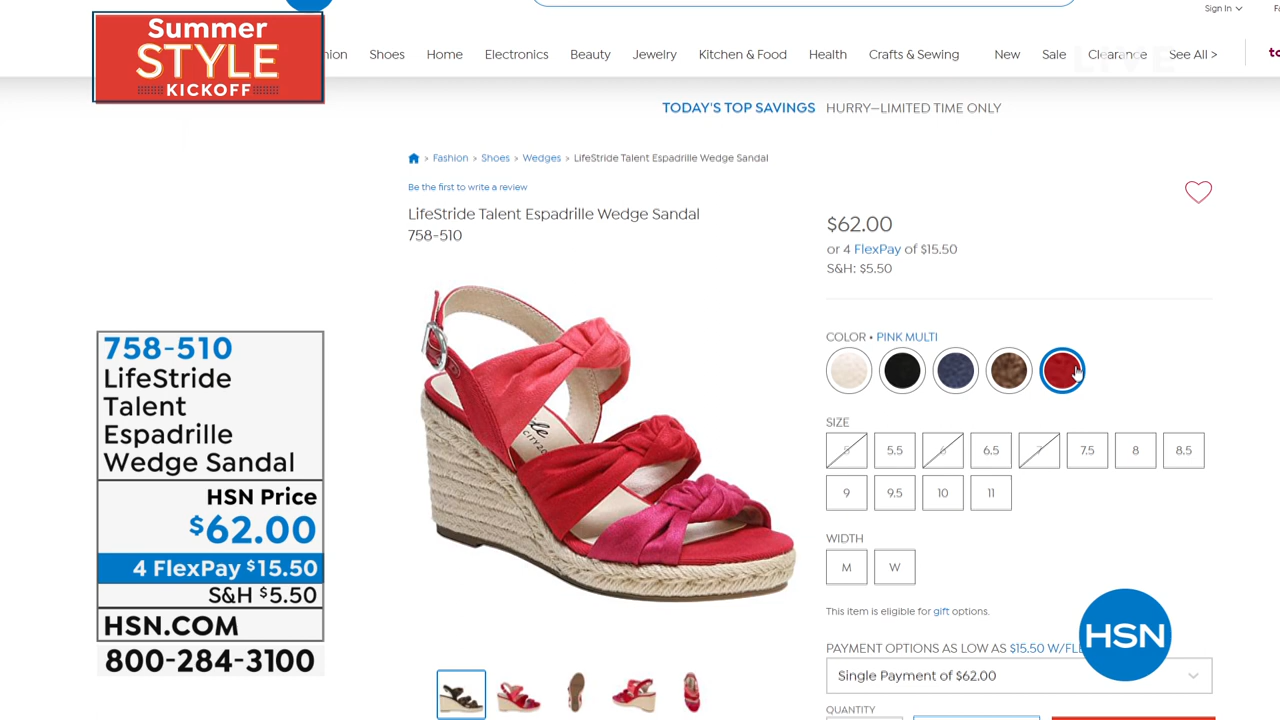 Summer
STYLE
KICKOFF
Sign In
Shoes
Home
Electronics
Beauty
Jewelry
Kitchen & Food
Health
Crafts & Sewing
New
Sale
Clearance
See All >
LIVE
TODAY'S TOP SAVINGS HURRY—LIMITED TIME ONLY
> Fashion > Shoes > Wedges > LifeStride Talent Espadrille Wedge Sandal
Be the first to write a review
LifeStride Talent Espadrille Wedge Sandal
758-510
$62.00
or 4 FlexPay of $15.50
S&H: $5.50
COLOR • PINK MULTI
SIZE
5 5.5 6 6.5 7 7.5 8 8.5
9 9.5 10 11
WIDTH
M W
This item is eligible for gift options.
PAYMENT OPTIONS AS LOW AS $15.50 W/FLE
Single Payment of $62.00
QUANTITY
HSN
758-510
LifeStride
Talent
Espadrille
Wedge Sandal
HSN Price
$62.00
4 FlexPay $15.50
S&H $5.50
HSN.COM
800-284-3100